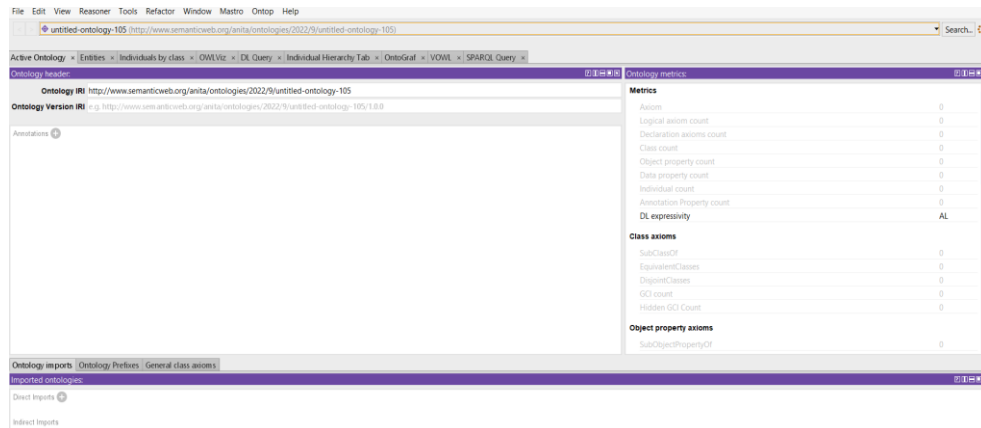 File Edit View Reasoner Tools Refactor Window Mastro Ontop Help
untitled-ontology-105 (http://www.semanticweb.org/anita/ontologies/2022/9/untitled-ontology-105)
Search...
Active Ontology × Entities × Individuals by class × OWLViz × DL Query × Individual Hierarchy Tab × OntoGraf × VOWL × SPARQL Query ×
Ontology header:
Ontology IRI http://www.semanticweb.org/anita/ontologies/2022/9/untitled-ontology-105
Ontology Version IRI e.g. http://www.semanticweb.org/anita/ontologies/2022/9/untitled-ontology-105/1.0.0
Annotations
Ontology metrics:
Metrics
Axiom 0
Logical axiom count 0
Declaration axioms count 0
Class count 0
Object property count 0
Data property count 0
Individual count 0
Annotation Property count 0
DL expressivity AL
Class axioms
SubClassOf 0
EquivalentClasses 0
DisjointClasses 0
GCI count 0
Hidden GCI Count 0
Object property axioms
SubObjectPropertyOf 0
Ontology imports Ontology Prefixes General class axioms
Imported ontologies:
Direct Imports
Indirect Imports